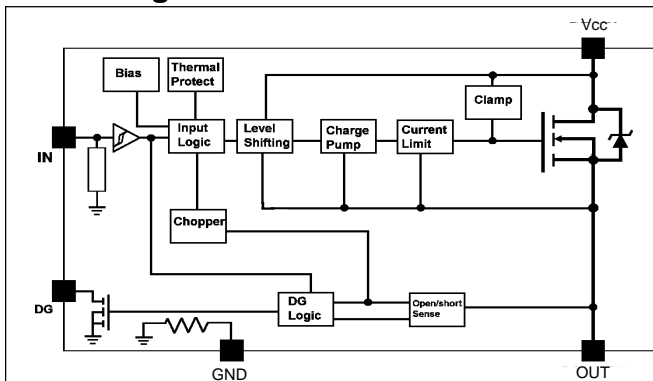 Vcc
Bias
Thermal
Protect
Clamp
IN
Input
Logic
Level
Shifting
Charge
Pump
Current
Limit
Chopper
DG
DG
Logic
Open/short
Sense
GND
OUT